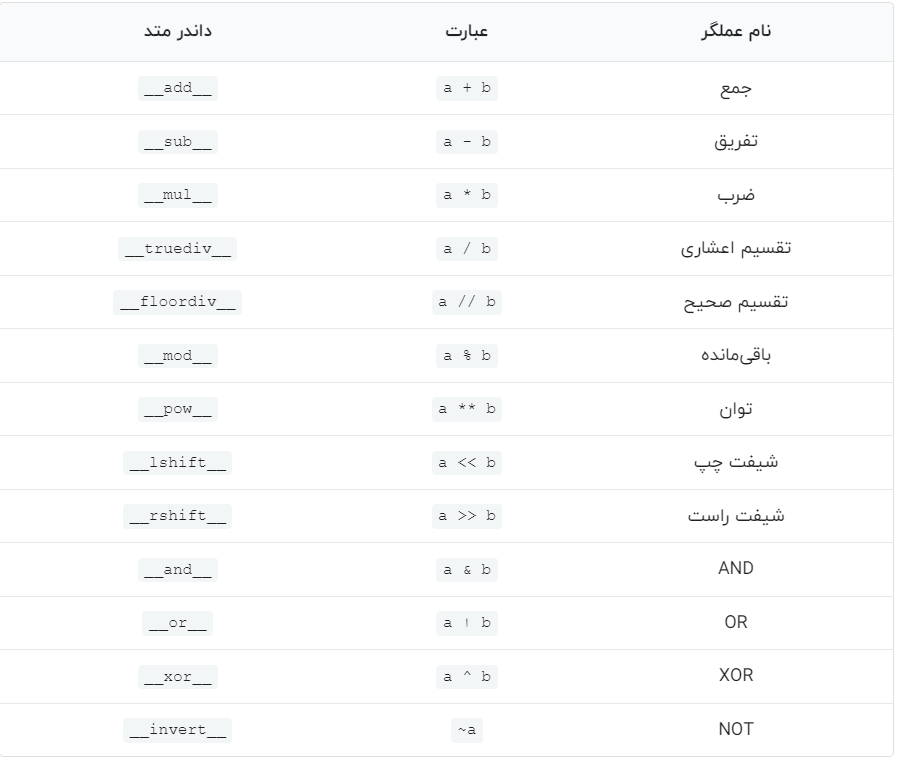 نام عملگر عبارت داندر متد
جمع a + b __add__
تفریق a - b __sub__
ضرب a * b __mul__
تقسیم اعشاری a / b __truediv__
تقسیم صحیح a // b __floordiv__
باقی‌مانده a % b __mod__
توان a ** b __pow__
شیفت چپ a << b __lshift__
شیفت راست a >> b __rshift__
AND a & b __and__
OR a | b __or__
XOR a ^ b __xor__
NOT ~a __invert__